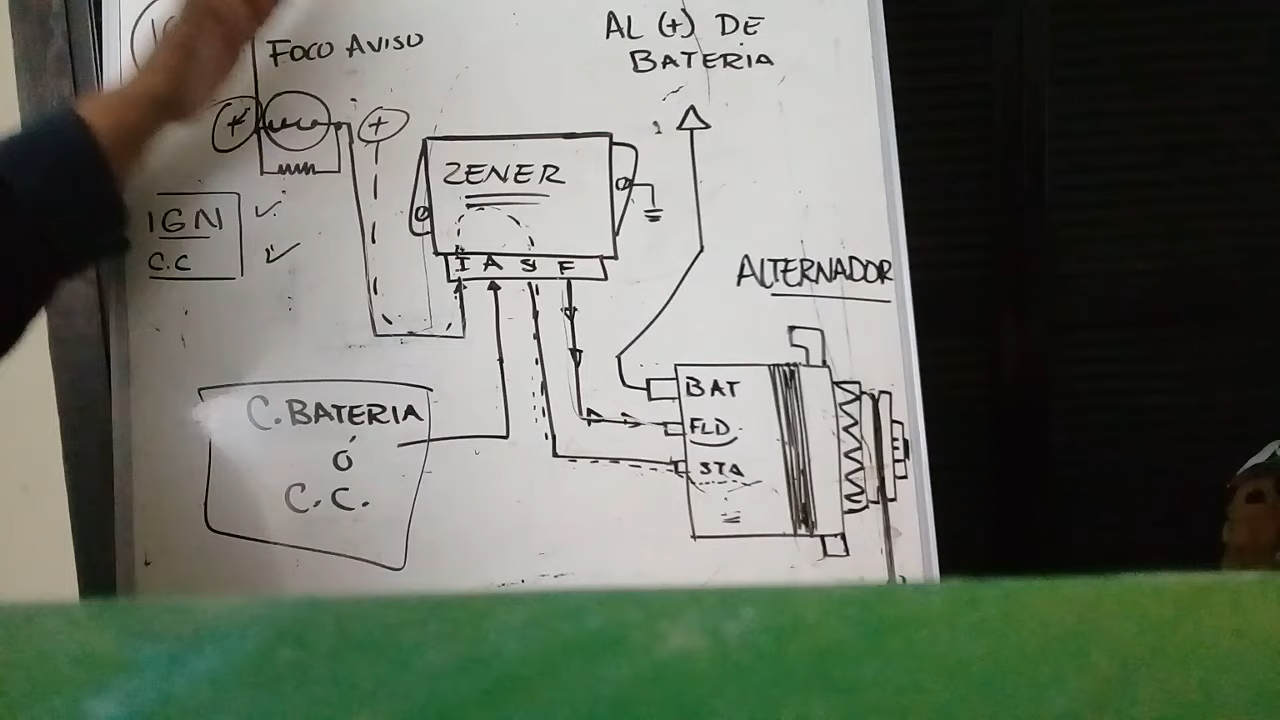 FOCO AVISO
AL (+) DE
BATERIA
+
+
ZENER
IGN
C.C
I A S F
ALTERNADOR
C.BATERIA
Ó
C.C.
BAT
FLD
STA